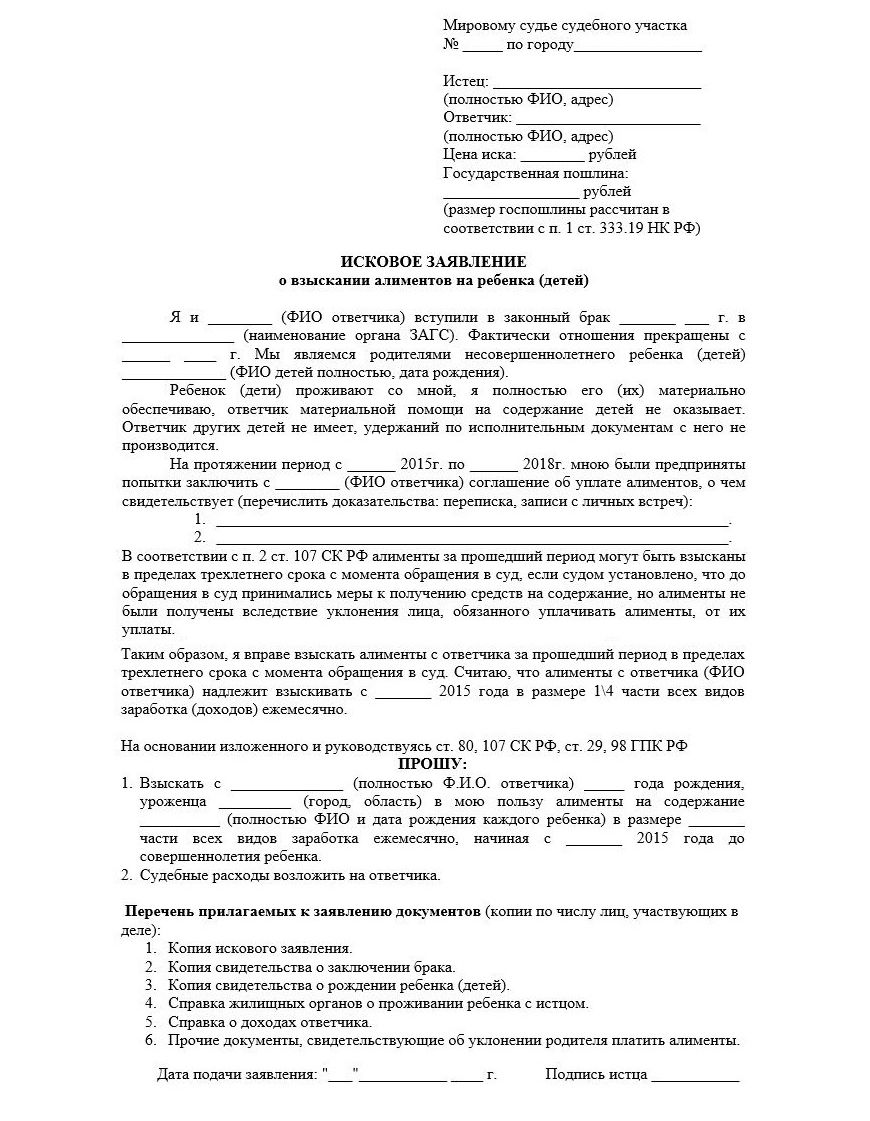 Мировому судье судебного участка
№ _____ по городу________________
Истец: __________________________
(полностью ФИО, адрес)
Ответчик: _______________________
(полностью ФИО, адрес)
Цена иска: ________ рублей
Государственная пошлина:
_________________ рублей
(размер госпошлины рассчитан в
соответствии с п. 1 ст. 333.19 НК РФ)
ИСКОВОЕ ЗАЯВЛЕНИЕ
о взыскании алиментов на ребенка (детей)
Я и ________ (ФИО ответчика) вступили в законный брак _______ ___ г. в
______________ (наименование органа ЗАГС). Фактически отношения прекращены с
______ ____ г. Мы являемся родителями несовершеннолетнего ребенка (детей)
_____________ (ФИО детей полностью, дата рождения).
Ребенок (дети) проживают со мной, я полностью его (их) материально
обеспечиваю, ответчик материальной помощи на содержание детей не оказывает.
Ответчик других детей не имеет, удержаний по исполнительным документам с него не
производится.
На протяжении период с ______ 2015г. по ______ 2018г. мною были предприняты
попытки заключить с ________ (ФИО ответчика) соглашение об уплате алиментов, о чем
свидетельствует (перечислить доказательства: переписка, записи с личных встреч):
1. ________________________________________________________________.
2. ________________________________________________________________.
В соответствии с п. 2 ст. 107 СК РФ алименты за прошедший период могут быть взысканы
в пределах трехлетнего срока с момента обращения в суд, если судом установлено, что до
обращения в суд принимались меры к получению средств на содержание, но алименты не
были получены вследствие уклонения лица, обязанного уплачивать алименты, от их
уплаты.
Таким образом, я вправе взыскать алименты с ответчика за прошедший период в пределах
трехлетнего срока с момента обращения в суд. Считаю, что алименты с ответчика (ФИО
ответчика) надлежит взыскивать с _______ 2015 года в размере 1\4 части всех видов
заработка (доходов) ежемесячно.
На основании изложенного и руководствуясь ст. 80, 107 СК РФ, ст. 29, 98 ГПК РФ
ПРОШУ:
1. Взыскать с ______________ (полностью Ф.И.О. ответчика) _____ года рождения,
уроженца _________ (город, область) в мою пользу алименты на содержание
__________ (полностью ФИО и дата рождения каждого ребенка) в размере _______
части всех видов заработка ежемесячно, начиная с _______ 2015 года до
совершеннолетия ребенка.
2. Судебные расходы возложить на ответчика.
Перечень прилагаемых к заявлению документов (копии по числу лиц, участвующих в
деле):
1. Копия искового заявления.
2. Копия свидетельства о заключении брака.
3. Копия свидетельства о рождении ребенка (детей).
4. Справка жилищных органов о проживании ребенка с истцом.
5. Справка о доходах ответчика.
6. Прочие документы, свидетельствующие об уклонении родителя платить алименты.
Дата подачи заявления: "___"___________ ____ г. Подпись истца ___________